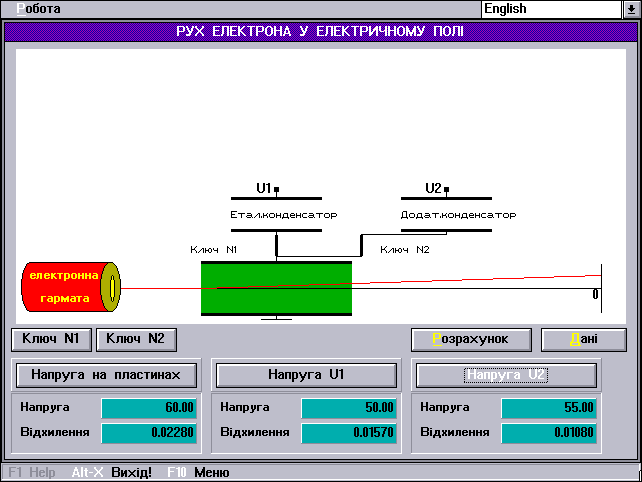 Робота English
РУХ ЕЛЕКТРОНА У ЕЛЕКТРИЧНОМУ ПОЛІ
U1 U2
Етал.конденсатор Додат.конденсатор
Ключ N1 Ключ N2
електронна
гармата
0
Ключ N1 Ключ N2 Розрахунок Дані
Напруга на пластинах Напруга U1 Напруга U2
Напруга 60.00 Напруга 50.00 Напруга 55.00
Відхилення 0.02280 Відхилення 0.01570 Відхилення 0.01080
F1 Help Alt-X Вихід! F10 Меню